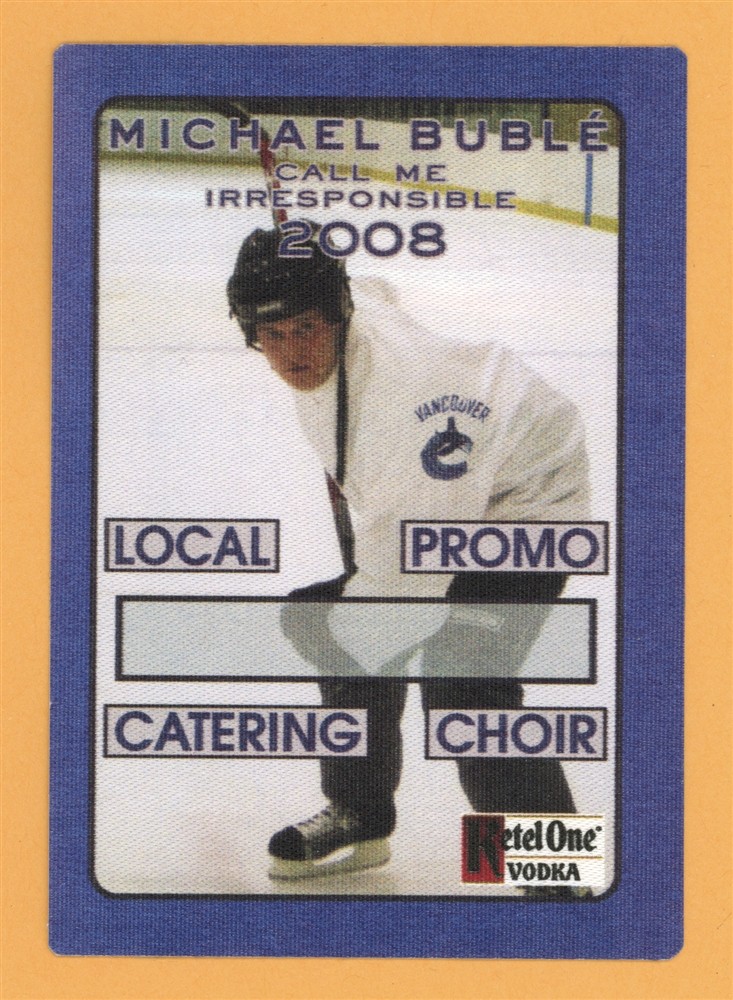 MICHAEL BUBLÉ
CALL ME
IRRESPONSIBLE
2008
VANCOUVER
LOCAL PROMO
CATERING CHOIR
Ketel One
VODKA